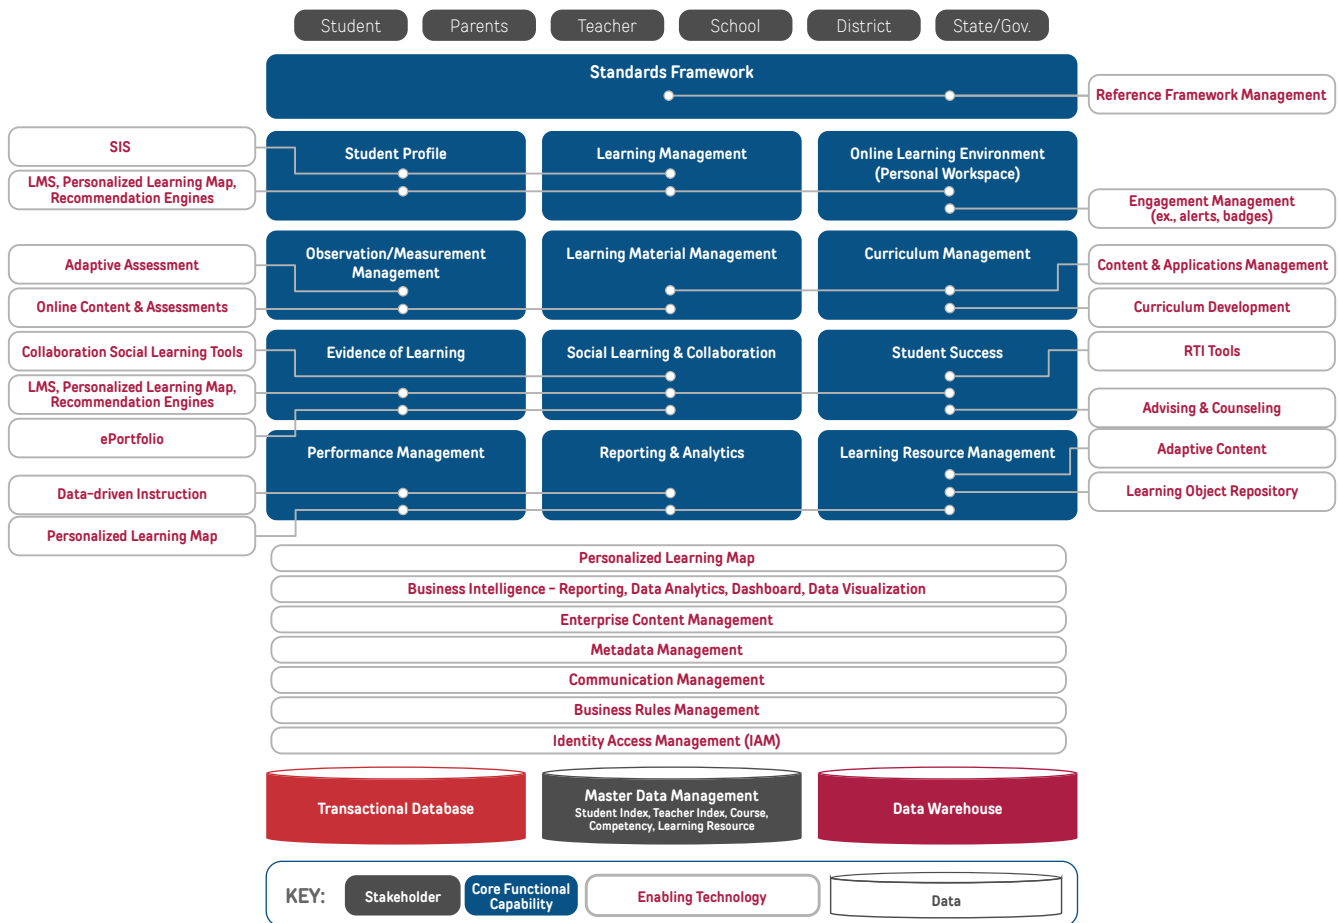 Student
Parents
Teacher
School
District
State/Gov.
Standards Framework
Reference Framework Management
SIS
LMS, Personalized Learning Map,
Recommendation Engines
Student Profile
Learning Management
Online Learning Environment
(Personal Workspace)
Engagement Management
(ex., alerts, badges)
Adaptive Assessment
Online Content & Assessments
Observation/Measurement
Management
Learning Material Management
Curriculum Management
Content & Applications Management
Curriculum Development
Collaboration Social Learning Tools
LMS, Personalized Learning Map,
Recommendation Engines
ePortfolio
Evidence of Learning
Social Learning & Collaboration
Student Success
RTI Tools
Advising & Counseling
Data-driven Instruction
Personalized Learning Map
Performance Management
Reporting & Analytics
Learning Resource Management
Adaptive Content
Learning Object Repository
Personalized Learning Map
Business Intelligence – Reporting, Data Analytics, Dashboard, Data Visualization
Enterprise Content Management
Metadata Management
Communication Management
Business Rules Management
Identity Access Management (IAM)
Transactional Database
Master Data Management
Student Index, Teacher Index, Course,
Competency, Learning Resource
Data Warehouse
KEY:
Stakeholder
Core Functional
Capability
Enabling Technology
Data